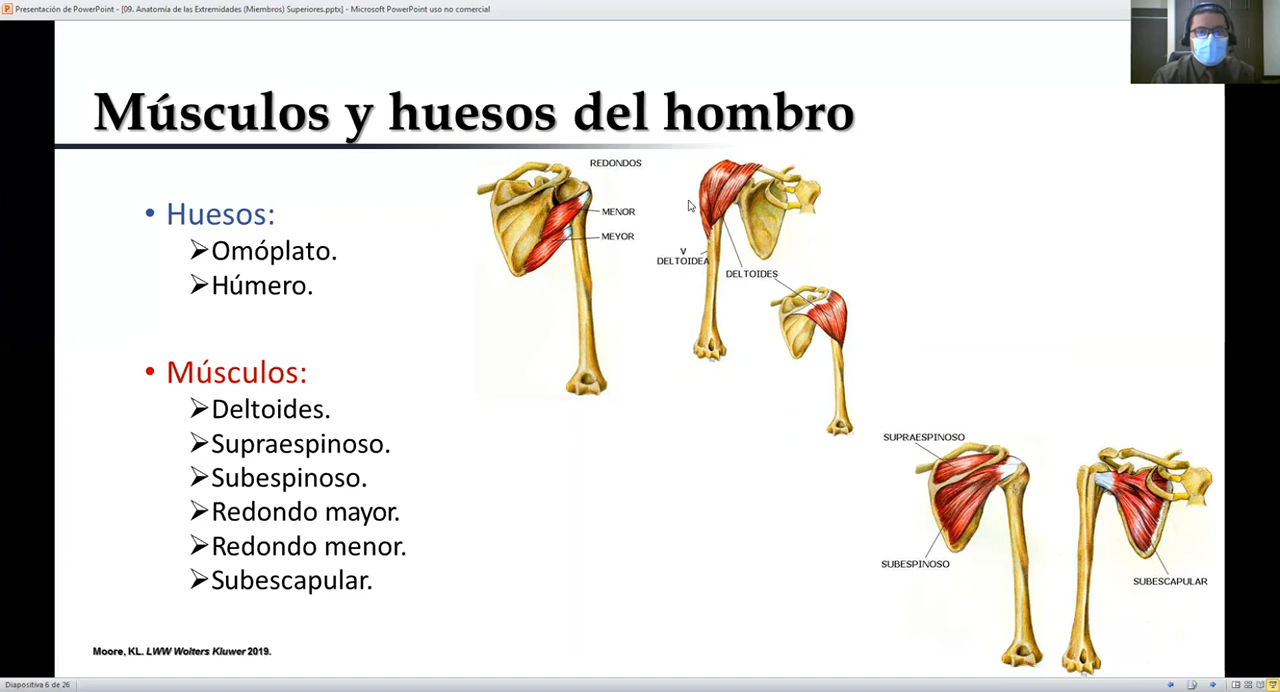 Presentación de PowerPoint - [09. Anatomía de las Extremidades (Miembros) Superiores.pptx] - Microsoft PowerPoint uso no comercial
Músculos y huesos del hombro
• Huesos:
➢Omóplato.
➢Húmero.
• Músculos:
➢Deltoides.
➢Supraespinoso.
➢Subespinoso.
➢Redondo mayor.
➢Redondo menor.
➢Subescapular.
REDONDOS
MENOR
MEYOR
V
DELTOIDEA
DELTOIDES
SUPRAESPINOSO
SUBESPINOSO
SUBESCAPULAR
Moore, KL. LWW Wolters Kluwer 2019.
Diapositiva 6 de 26